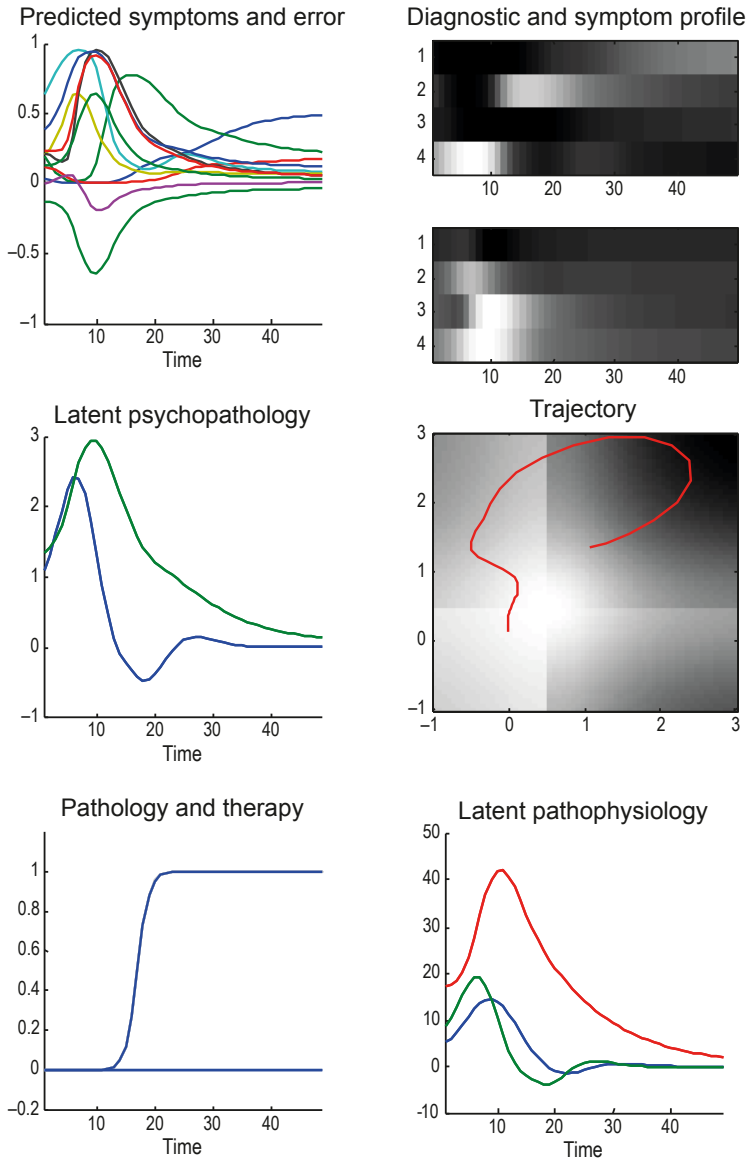 Predicted symptoms and error
1
0.5
0
–0.5
–1
10 20 30 40
Time
Diagnostic and symptom profile
1
2
3
4
10 20 30 40
1
2
3
4
10 20 30 40
Latent psychopathology
3
2
1
0
–1
10 20 30 40
Time
Trajectory
3
2
1
0
–1
–1 0 1 2 3
Pathology and therapy
1
0.8
0.6
0.4
0.2
0
–0.2
10 20 30 40
Time
Latent pathophysiology
50
40
30
20
10
0
-10
10 20 30 40
Time